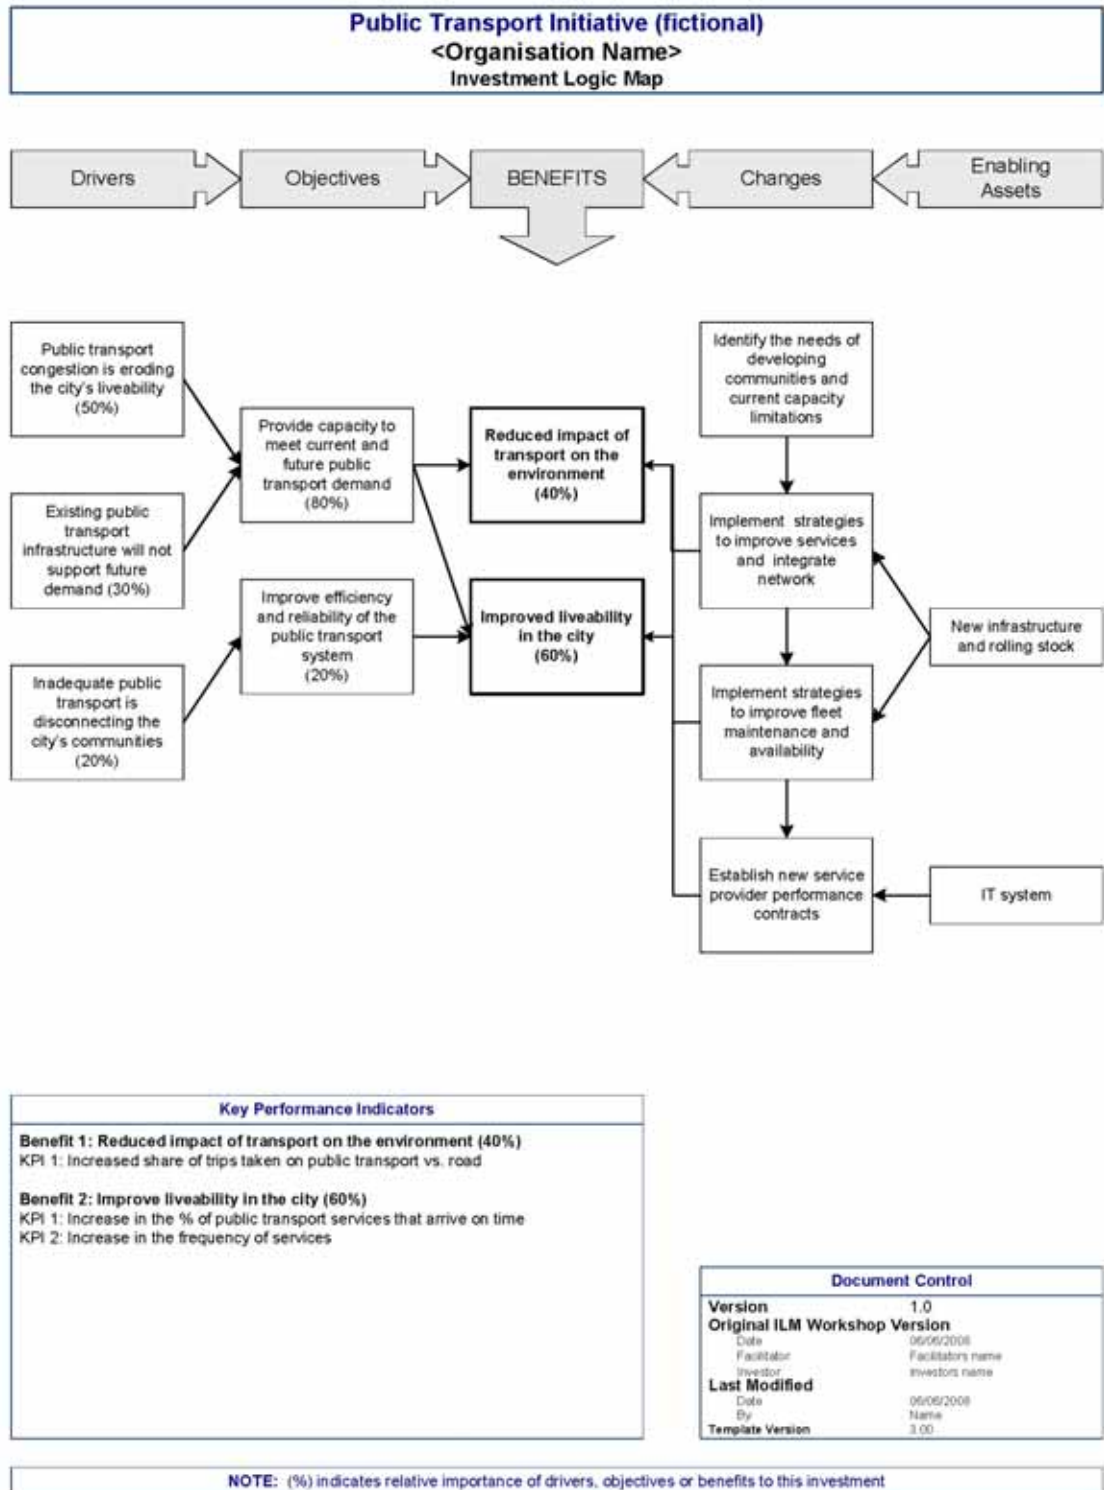 Public Transport Initiative (fictional)
<Organisation Name>
Investment Logic Map
Drivers
Objectives
BENEFITS
Changes
Enabling
Assets
Public transport
congestion is eroding
the city's liveability
(50%)
Existing public
transport
infrastructure will not
support future
demand (30%)
Inadequate public
transport is
disconnecting the
city's communities
(20%)
Provide capacity to
meet current and
future public
transport demand
(80%)
Improve efficiency
and reliability of the
public transport
system
(20%)
Reduced impact of
transport on the
environment
(40%)
Improved liveability
in the city
(60%)
Identify the needs of
developing
communities and
current capacity
limitations
Implement strategies
to improve services
and integrate
network
Implement strategies
to improve fleet
maintenance and
availability
Establish new service
provider performance
contracts
New infrastructure
and rolling stock
IT system
Key Performance Indicators
Benefit 1: Reduced impact of transport on the environment (40%)
KPI 1: Increased share of trips taken on public transport vs. road
Benefit 2: Improve liveability in the city (60%)
KPI 1: Increase in the % of public transport services that arrive on time
KPI 2: Increase in the frequency of services
Document Control
Version 1.0
Original ILM Workshop Version
Date 06/06/2008
Facilitator Facilitators name
Investor investors name
Last Modified
Date 06/06/2008
By Name
Template Version 3.00
NOTE: (%) indicates relative importance of drivers, objectives or benefits to this investment